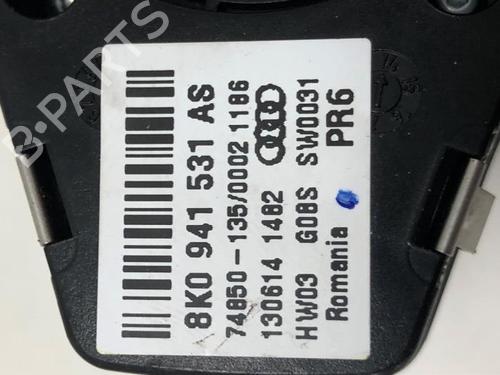 B-PARTS
8K0 941 531 AS
74850-135/0002 1186
130614 1482
HW03 G08S SW0031
Romania PR6